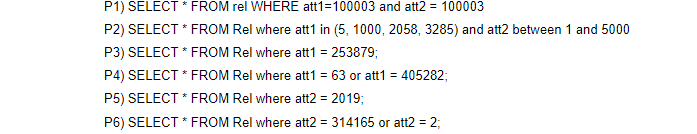 P1) SELECT * FROM rel WHERE att1=100003 and att2 = 100003
P2) SELECT * FROM Rel where att1 in (5, 1000, 2058, 3285) and att2 between 1 and 5000
P3) SELECT * FROM Rel where att1 = 253879;
P4) SELECT * FROM Rel where att1 = 63 or att1 = 405282;
P5) SELECT * FROM Rel where att2 = 2019;
P6) SELECT * FROM Rel where att2 = 314165 or att2 = 2;